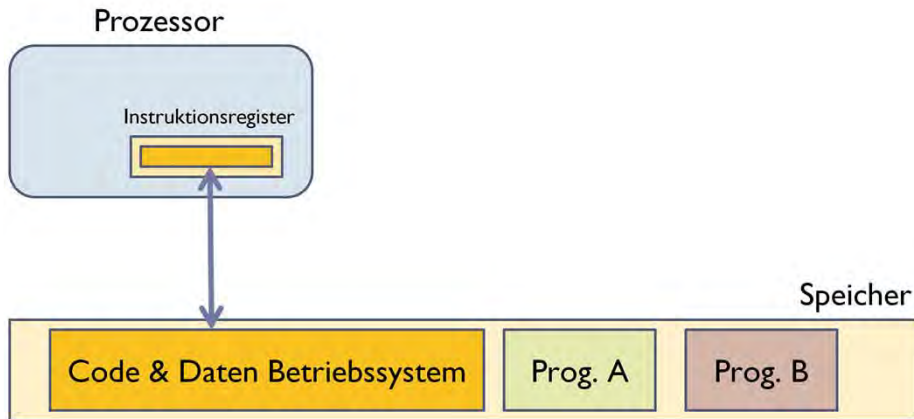 Prozessor
Instruktionsregister
Speicher
Code & Daten Betriebssystem
Prog. A
Prog. B